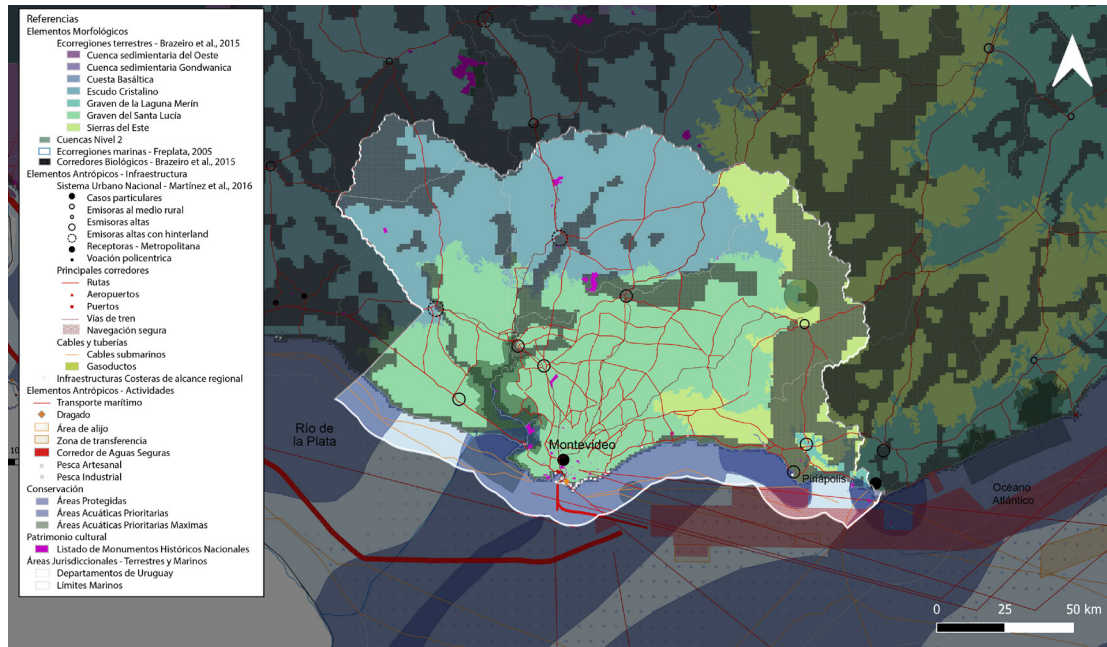 Referencias
Elementos Morfológicos
Ecorregiones terrestres - Brazeiro et al., 2015
Cuenca sedimentaria del Oeste
Cuenca sedimentaria Gondwanica
Cuesta Basáltica
Escudo Cristalino
Graven de la Laguna Merín
Graven del Santa Lucía
Sierras del Este
Cuencas Nivel 2
Ecorregiones marinas - Freplata, 2005
Corredores Biológicos - Brazeiro et al., 2015
Elementos Antrópicos - Infraestructura
Sistema Urbano Nacional - Martínez et al., 2016
Casos particulares
Emisoras al medio rural
Esmisoras altas
Emisoras altas con hinterland
Receptoras - Metropolitana
Voación policentrica
Principales corredores
Rutas
Aeropuertos
Puertos
Vías de tren
Navegación segura
Cables y tuberías
Cables submarinos
Gasoductos
Infraestructuras Costeras de alcance regional
Elementos Antrópicos - Actividades
Transporte marítimo
Dragado
Área de alijo
Zona de transferencia
Corredor de Aguas Seguras
Pesca Artesanal
Pesca Industrial
Conservación
Áreas Protegidas
Áreas Acuáticas Prioritarias
Áreas Acuáticas Prioritarias Maximas
Patrimonio cultural
Listado de Monumentos Históricos Nacionales
Áreas Jurisdiccionales - Terrestres y Marinos
Departamentos de Uruguay
Límites Marinos
Río de
la Plata
Montevideo
Piriápolis
Océano
Atlántico
0 25 50 km